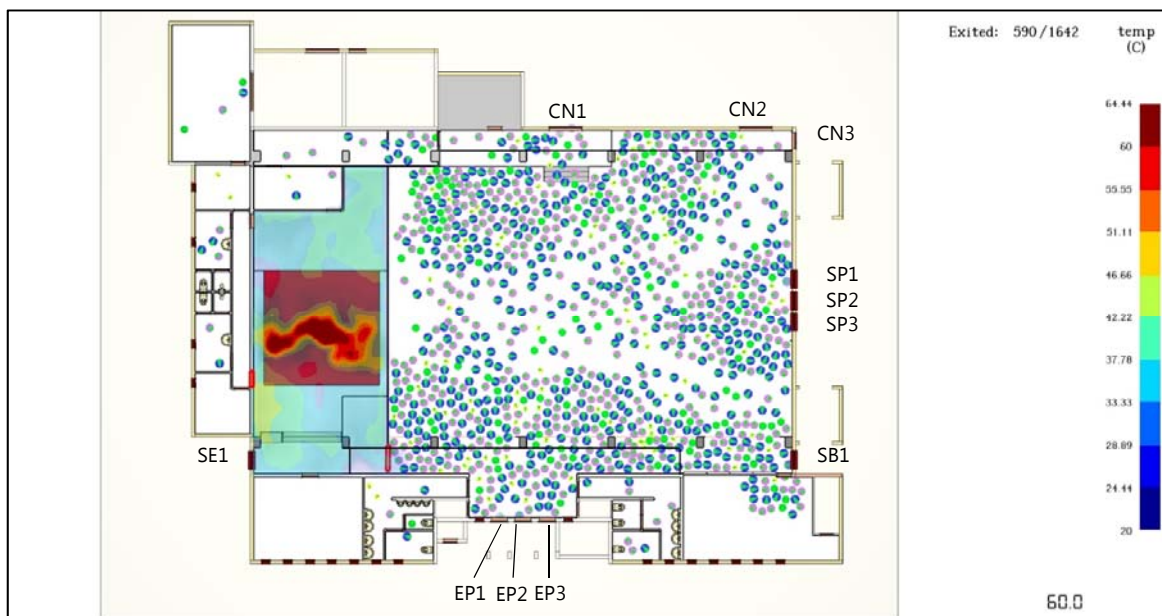 Exited: 590/1642
temp
(C)
CN1
CN2
CN3
64.44
60
55.55
51.11
46.66
42.22
37.78
33.33
28.89
24.44
20
SP1
SP2
SP3
SE1
SB1
EP1
EP2
EP3
60.0